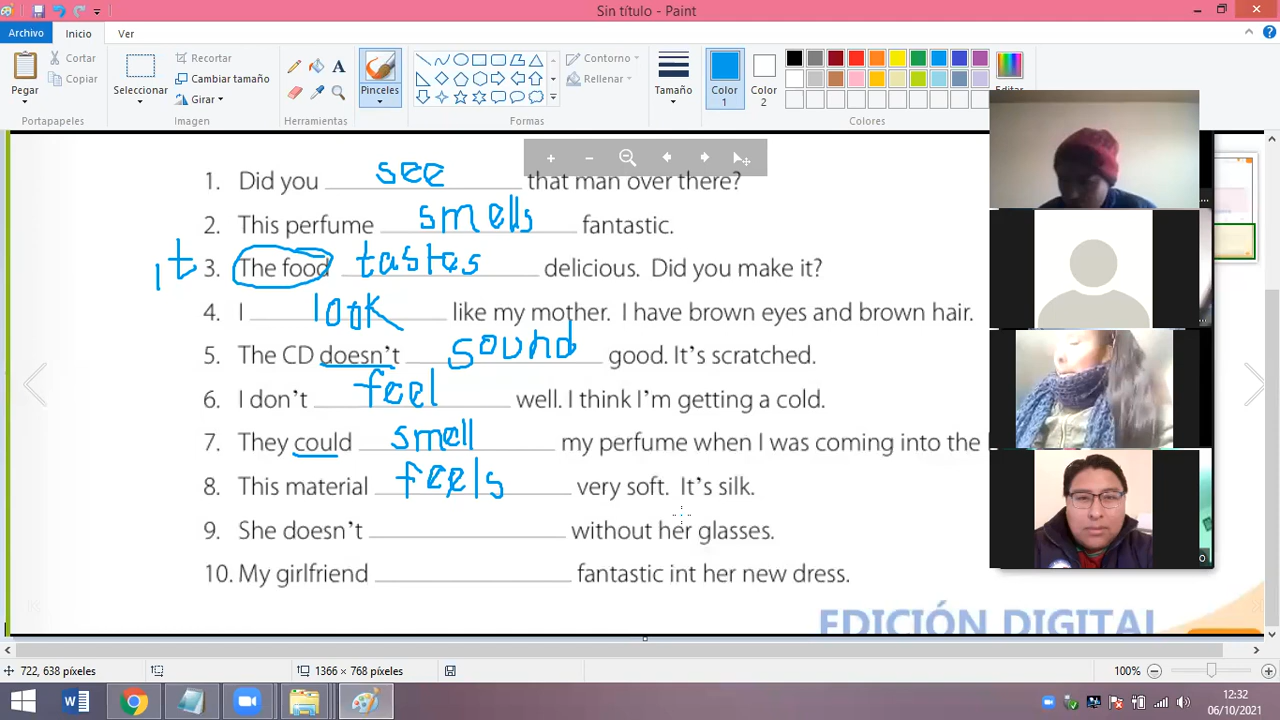 Sin título - Paint
Archivo Inicio Ver
Pegar
Cortar
Copiar
Portapapeles
Seleccionar
Recortar
Cambiar tamaño
Girar
Imagen
Herramientas
Pinceles
Contorno
Rellenar
Formas
Tamaño
Color 1
Color 2
Colores
1. Did you see that man over there?
2. This perfume smells fantastic.
it 3. The food tastes delicious. Did you make it?
4. I look like my mother. I have brown eyes and brown hair.
5. The CD doesn't sound good. It's scratched.
6. I don't feel well. I think I'm getting a cold.
7. They could smell my perfume when I was coming into the
8. This material feels very soft. It's silk.
9. She doesn't without her glasses.
10. My girlfriend fantastic int her new dress.
EDICIÓN DIGITAL
722, 638 píxeles 1366 × 768 píxeles 100%
12:32
06/10/2021